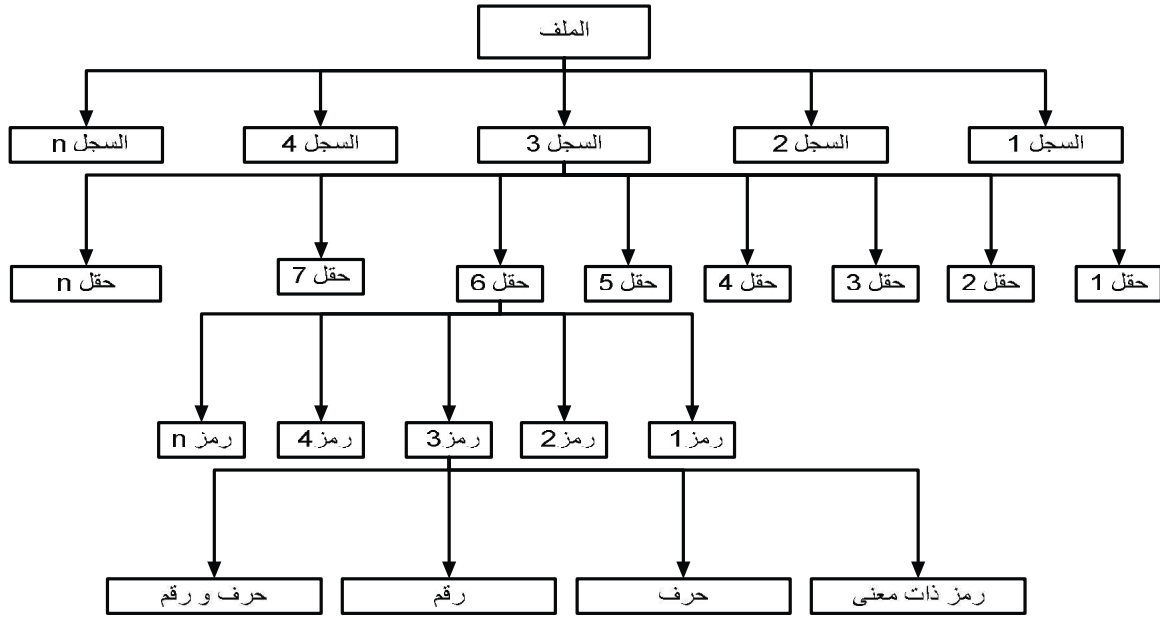 الملف
السجل 1
السجل 2
السجل 3
السجل 4
السجل n
حقل 1
حقل 2
حقل 3
حقل 4
حقل 5
حقل 6
حقل 7
حقل n
رمز 1
رمز 2
رمز 3
رمز 4
رمز n
رمز ذات معنى
حرف
رقم
حرف و رقم